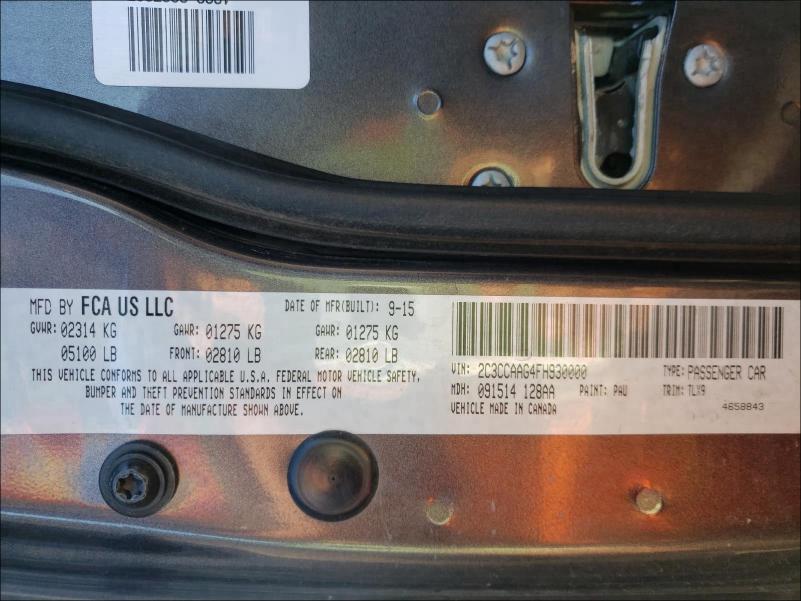 MFD BY FCA US LLC DATE OF MFR(BUILT): 9-15
GVWR: 02314 KG GAWR: 01275 KG GAWR: 01275 KG
05100 LB FRONT: 02810 LB REAR: 02810 LB
THIS VEHICLE CONFORMS TO ALL APPLICABLE U.S.A. FEDERAL MOTOR VEHICLE SAFETY,
BUMPER AND THEFT PREVENTION STANDARDS IN EFFECT ON
THE DATE OF MANUFACTURE SHOWN ABOVE.
VIN: 2C3CCAAG4FH930000 TYPE: PASSENGER CAR
MDH: 091514 128AA PAINT: PAU TRIM: TLX9
VEHICLE MADE IN CANADA 4658843